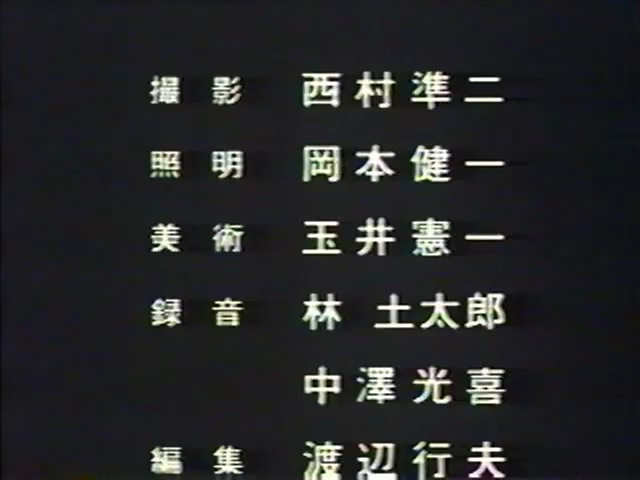 撮影 西村準二
照明 岡本健一
美術 玉井憲一
録音 林 土太郎
中澤光喜
編集 渡辺行夫